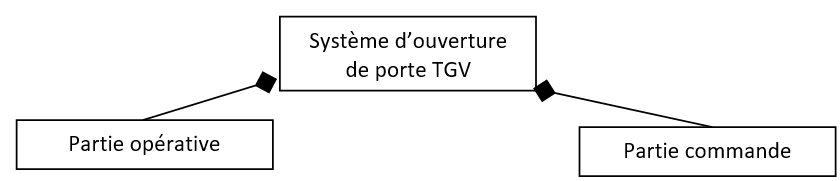 Système d’ouverture
de porte TGV
Partie opérative
Partie commande